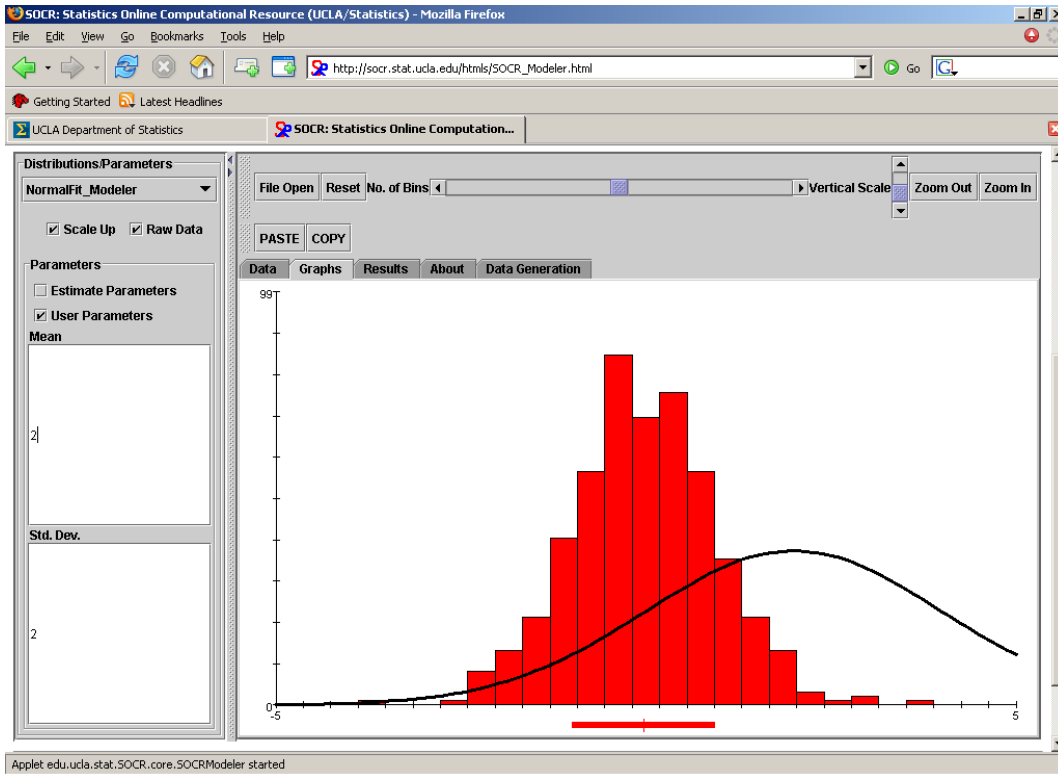 SOCR: Statistics Online Computational Resource (UCLA/Statistics) - Mozilla Firefox
File Edit View Go Bookmarks Tools Help
http://socr.stat.ucla.edu/htmls/SOCR_Modeler.html Go G
Getting Started Latest Headlines
UCLA Department of Statistics SOCR: Statistics Online Computation...
Distributions/Parameters
NormalFit_Modeler
Scale Up Raw Data
Parameters
Estimate Parameters
User Parameters
Mean
2
Std. Dev.
2
File Open Reset No. of Bins Vertical Scale Zoom Out Zoom In
PASTE COPY
Data Graphs Results About Data Generation
99
0
-5 5
Applet edu.ucla.stat.SOCR.core.SOCRModeler started